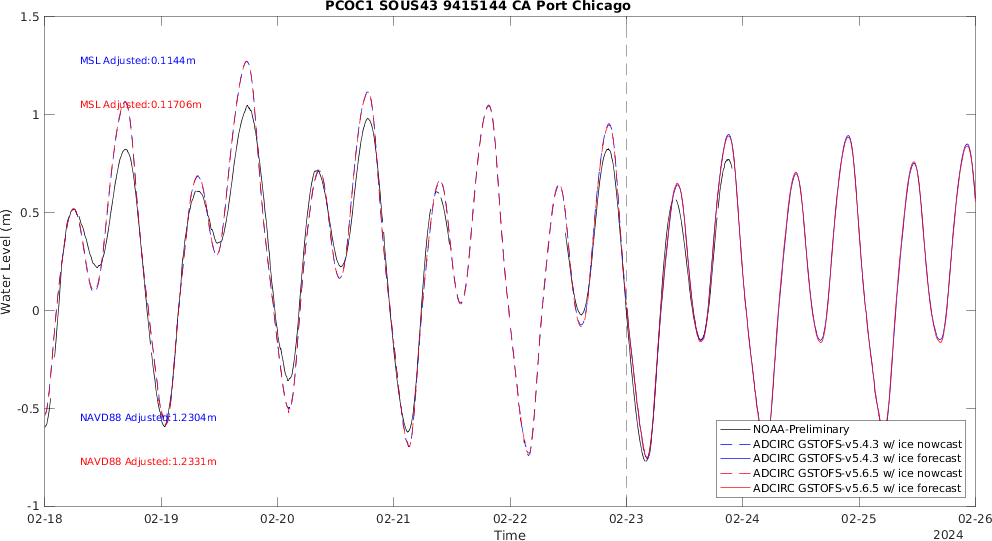 PCOC1 SOUS43 9415144 CA Port Chicago
1.5
1
0.5
0
-0.5
-1
Water Level (m)
MSL Adjusted:0.1144m
MSL Adjusted:0.11706m
NAVD88 Adjusted:1.2304m
NAVD88 Adjusted:1.2331m
NOAA-Preliminary
ADCIRC GSTOFS-v5.4.3 w/ ice nowcast
ADCIRC GSTOFS-v5.4.3 w/ ice forecast
ADCIRC GSTOFS-v5.6.5 w/ ice nowcast
ADCIRC GSTOFS-v5.6.5 w/ ice forecast
02-18 02-19 02-20 02-21 02-22 02-23 02-24 02-25 02-26
Time
2024